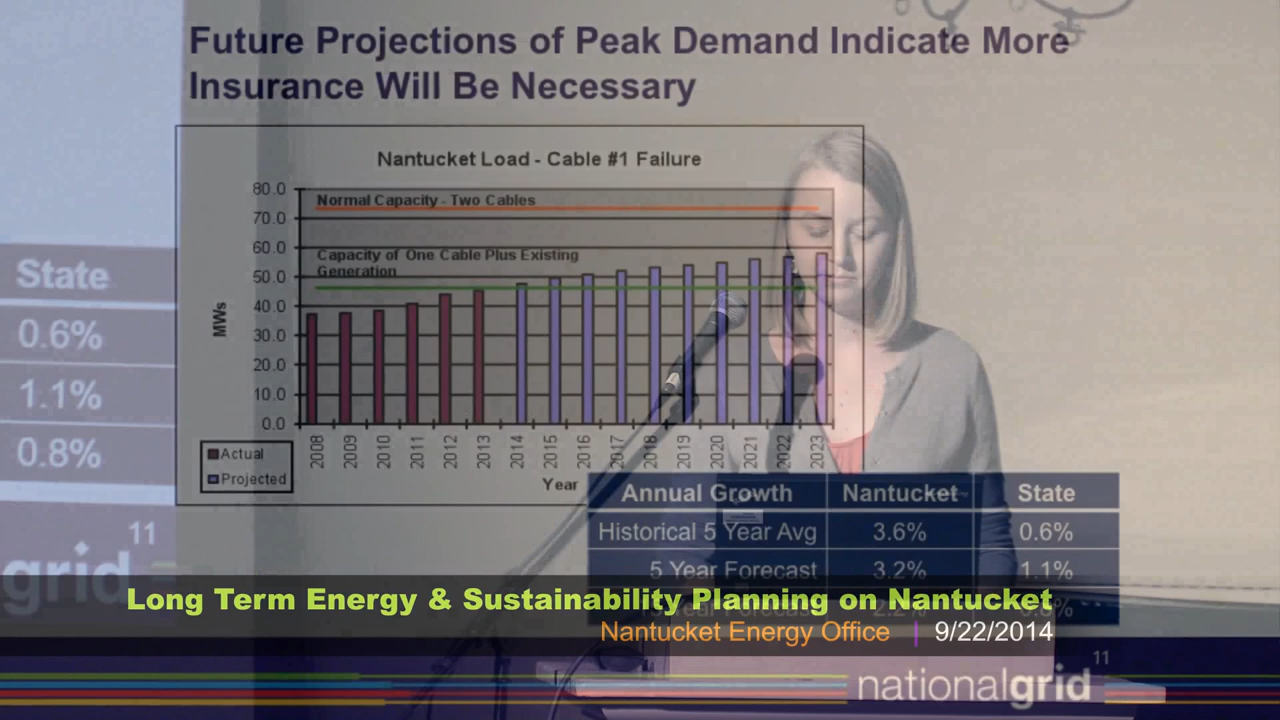 Future Projections of Peak Demand Indicate More
Insurance Will Be Necessary
Nantucket Load - Cable #1 Failure
80.0
70.0
60.0
50.0
40.0
30.0
20.0
10.0
0.0
MWs
Normal Capacity - Two Cables
Capacity of One Cable Plus Existing
Generation
2008 2009 2010 2011 2012 2013 2014 2015 2016 2017 2018 2019 2020 2021 2022 2023
Year
Actual
Projected
State
0.6%
1.1%
0.8%
11
grid
Annual Growth Nantucket State
Historical 5 Year Avg 3.6% 0.6%
5 Year Forecast 3.2% 1.1%
Year Forecast 2.2%
Long Term Energy & Sustainability Planning on Nantucket
Nantucket Energy Office | 9/22/2014
11
nationalgrid